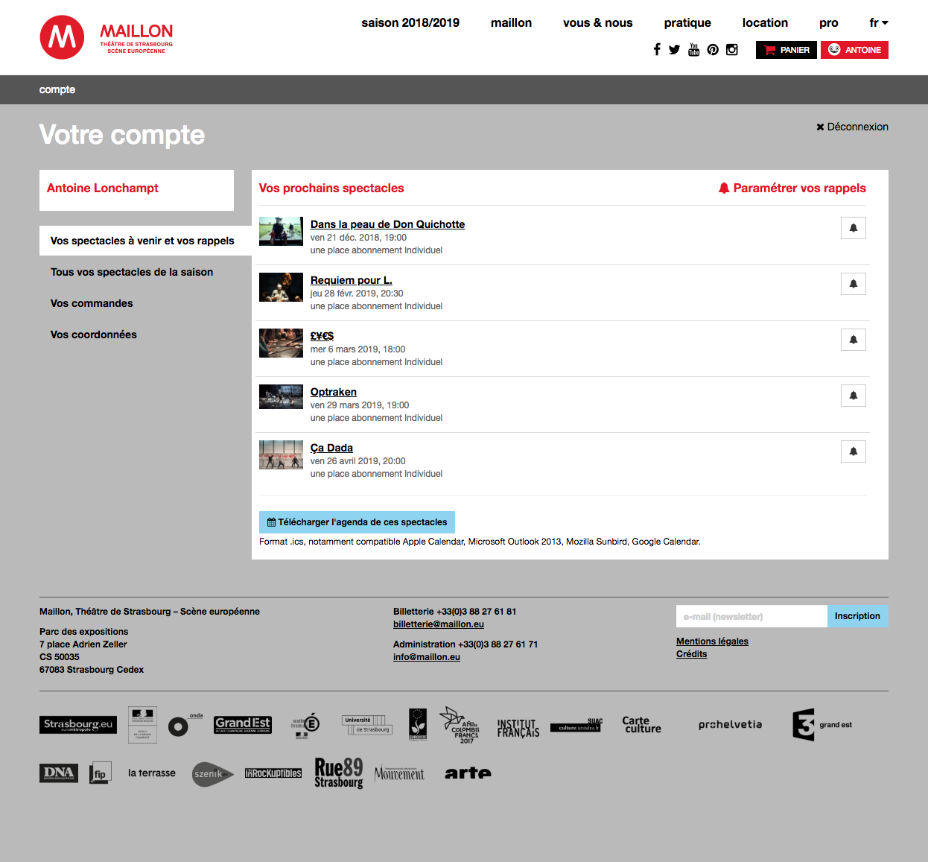 MAILLON
THÉÂTRE DE STRASBOURG
SCÈNE EUROPÉENNE
saison 2018/2019 maillon vous & nous pratique location pro fr
PANIER ANTOINE
compte
Votre compte
Déconnexion
Antoine Lonchampt
Vos spectacles à venir et vos rappels
Tous vos spectacles de la saison
Vos commandes
Vos coordonnées
Vos prochains spectacles
Paramétrer vos rappels
Dans la peau de Don Quichotte
ven 21 déc. 2018, 19:00
une place abonnement Individuel
Requiem pour L.
jeu 28 févr. 2019, 20:30
une place abonnement Individuel
£¥€$
mer 6 mars 2019, 18:00
une place abonnement Individuel
Optraken
ven 29 mars 2019, 19:00
une place abonnement Individuel
Ça Dada
ven 26 avril 2019, 20:00
une place abonnement Individuel
Télécharger l'agenda de ces spectacles
Format .ics, notamment compatible Apple Calendar, Microsoft Outlook 2013, Mozilla Sunbird, Google Calendar.
Maillon, Théâtre de Strasbourg – Scène européenne
Parc des expositions
7 place Adrien Zeller
CS 50035
67083 Strasbourg Cedex
Billetterie +33(0)3 88 27 61 81
billetterie@maillon.eu
Administration +33(0)3 88 27 61 71
info@maillon.eu
e-mail (newsletter) Inscription
Mentions légales
Crédits
Strasbourg.eu
onda
GrandEst
Université
de Strasbourg
INSTITUT
FRANÇAIS
SUAC
Carte
culture
prohelvetia
3 grand est
DNA
fip
la terrasse
szenik
inRocKuptibles
Rue89
Strasbourg
Mouvement
arte